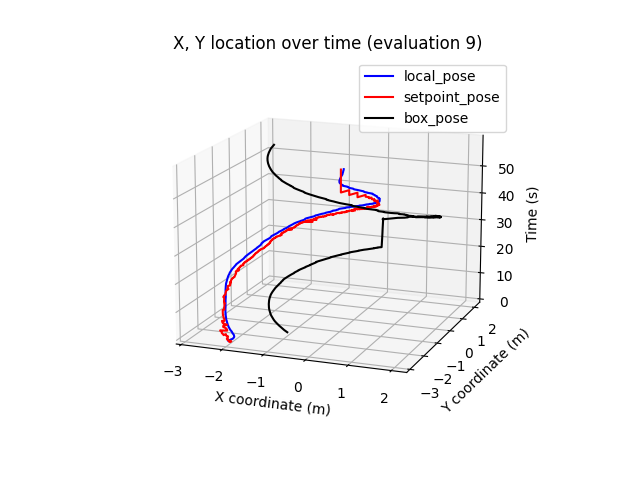 X, Y location over time (evaluation 9)
local_pose
setpoint_pose
box_pose
50
40
30
20
10
0
Time (s)
2
1
0
−1
−2
−3
Y coordinate (m)
−3
−2
−1
0
1
2
X coordinate (m)